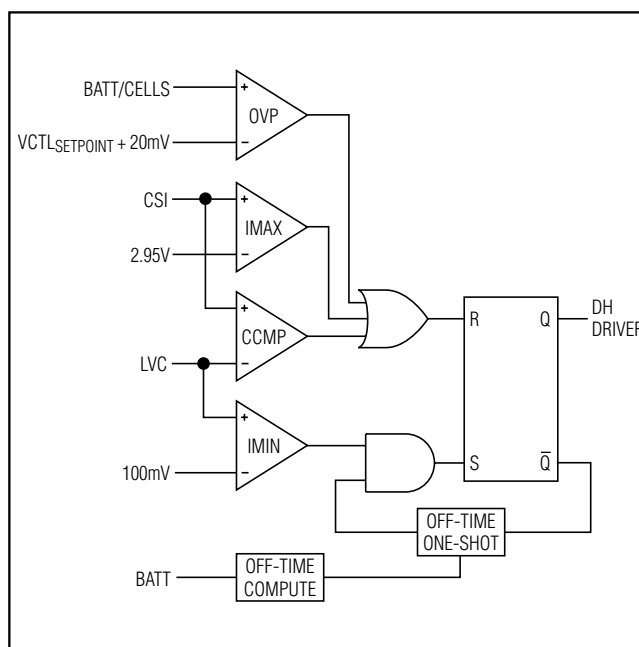 BATT/CELLS
+
OVP
VCTLSETPOINT + 20mV
−
CSI
+
IMAX
2.95V
−
+
CCMP
LVC
−
+
IMIN
100mV
−
R
Q
DH
DRIVER
S
Q̅
OFF-TIME
ONE-SHOT
BATT
OFF-TIME
COMPUTE